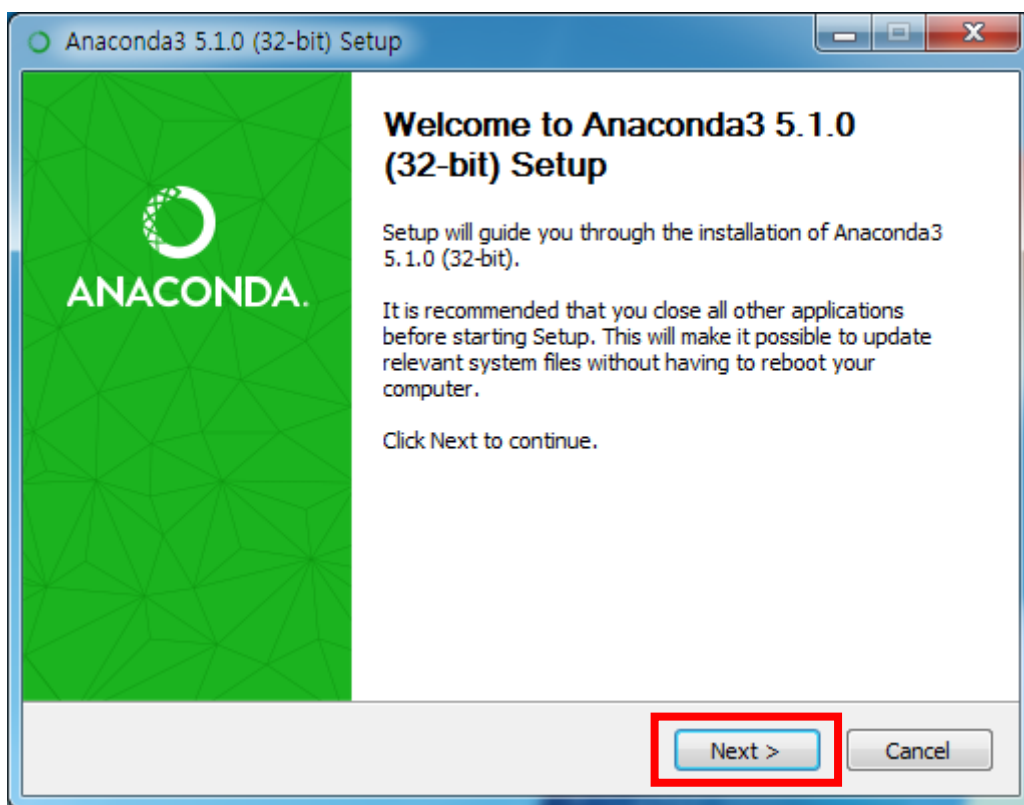 Anaconda3 5.1.0 (32-bit) Setup
ANACONDA.
Welcome to Anaconda3 5.1.0
(32-bit) Setup
Setup will guide you through the installation of Anaconda3
5.1.0 (32-bit).
It is recommended that you close all other applications
before starting Setup. This will make it possible to update
relevant system files without having to reboot your
computer.
Click Next to continue.
Next >
Cancel